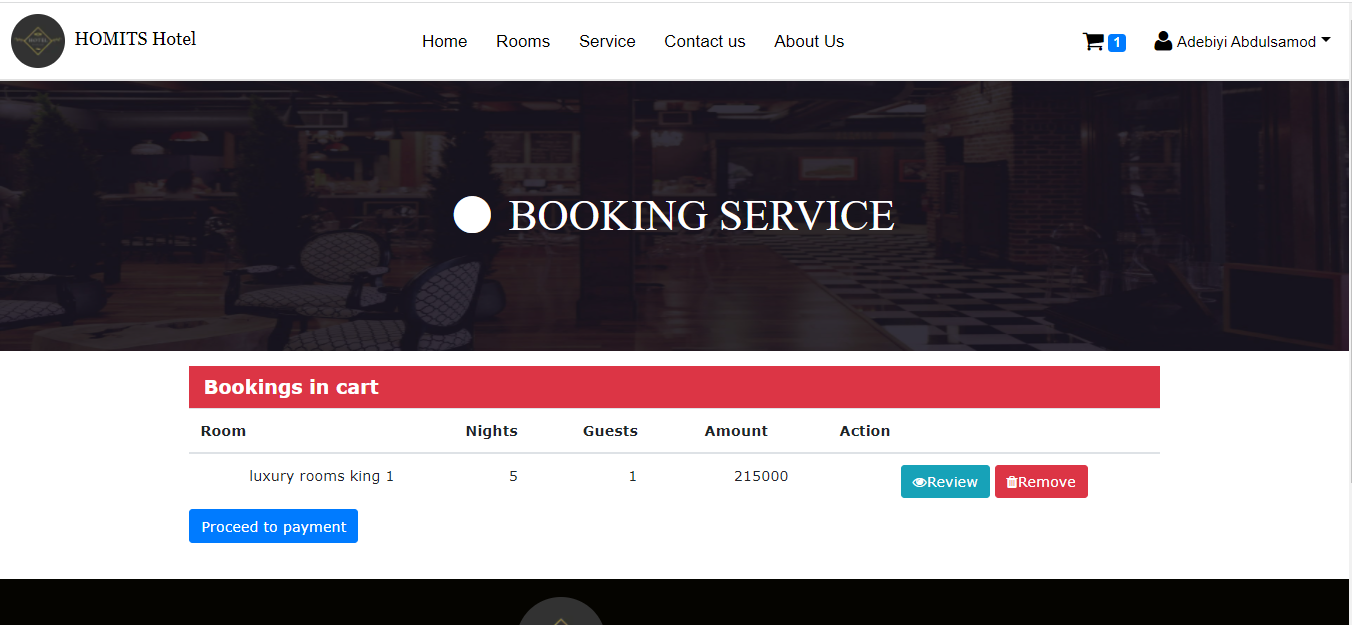 HOMITS Hotel
Home Rooms Service Contact us About Us
1 Adebiyi Abdulsamod
BOOKING SERVICE
Bookings in cart
Room Nights Guests Amount Action
luxury rooms king 1 5 1 215000 Review Remove
Proceed to payment